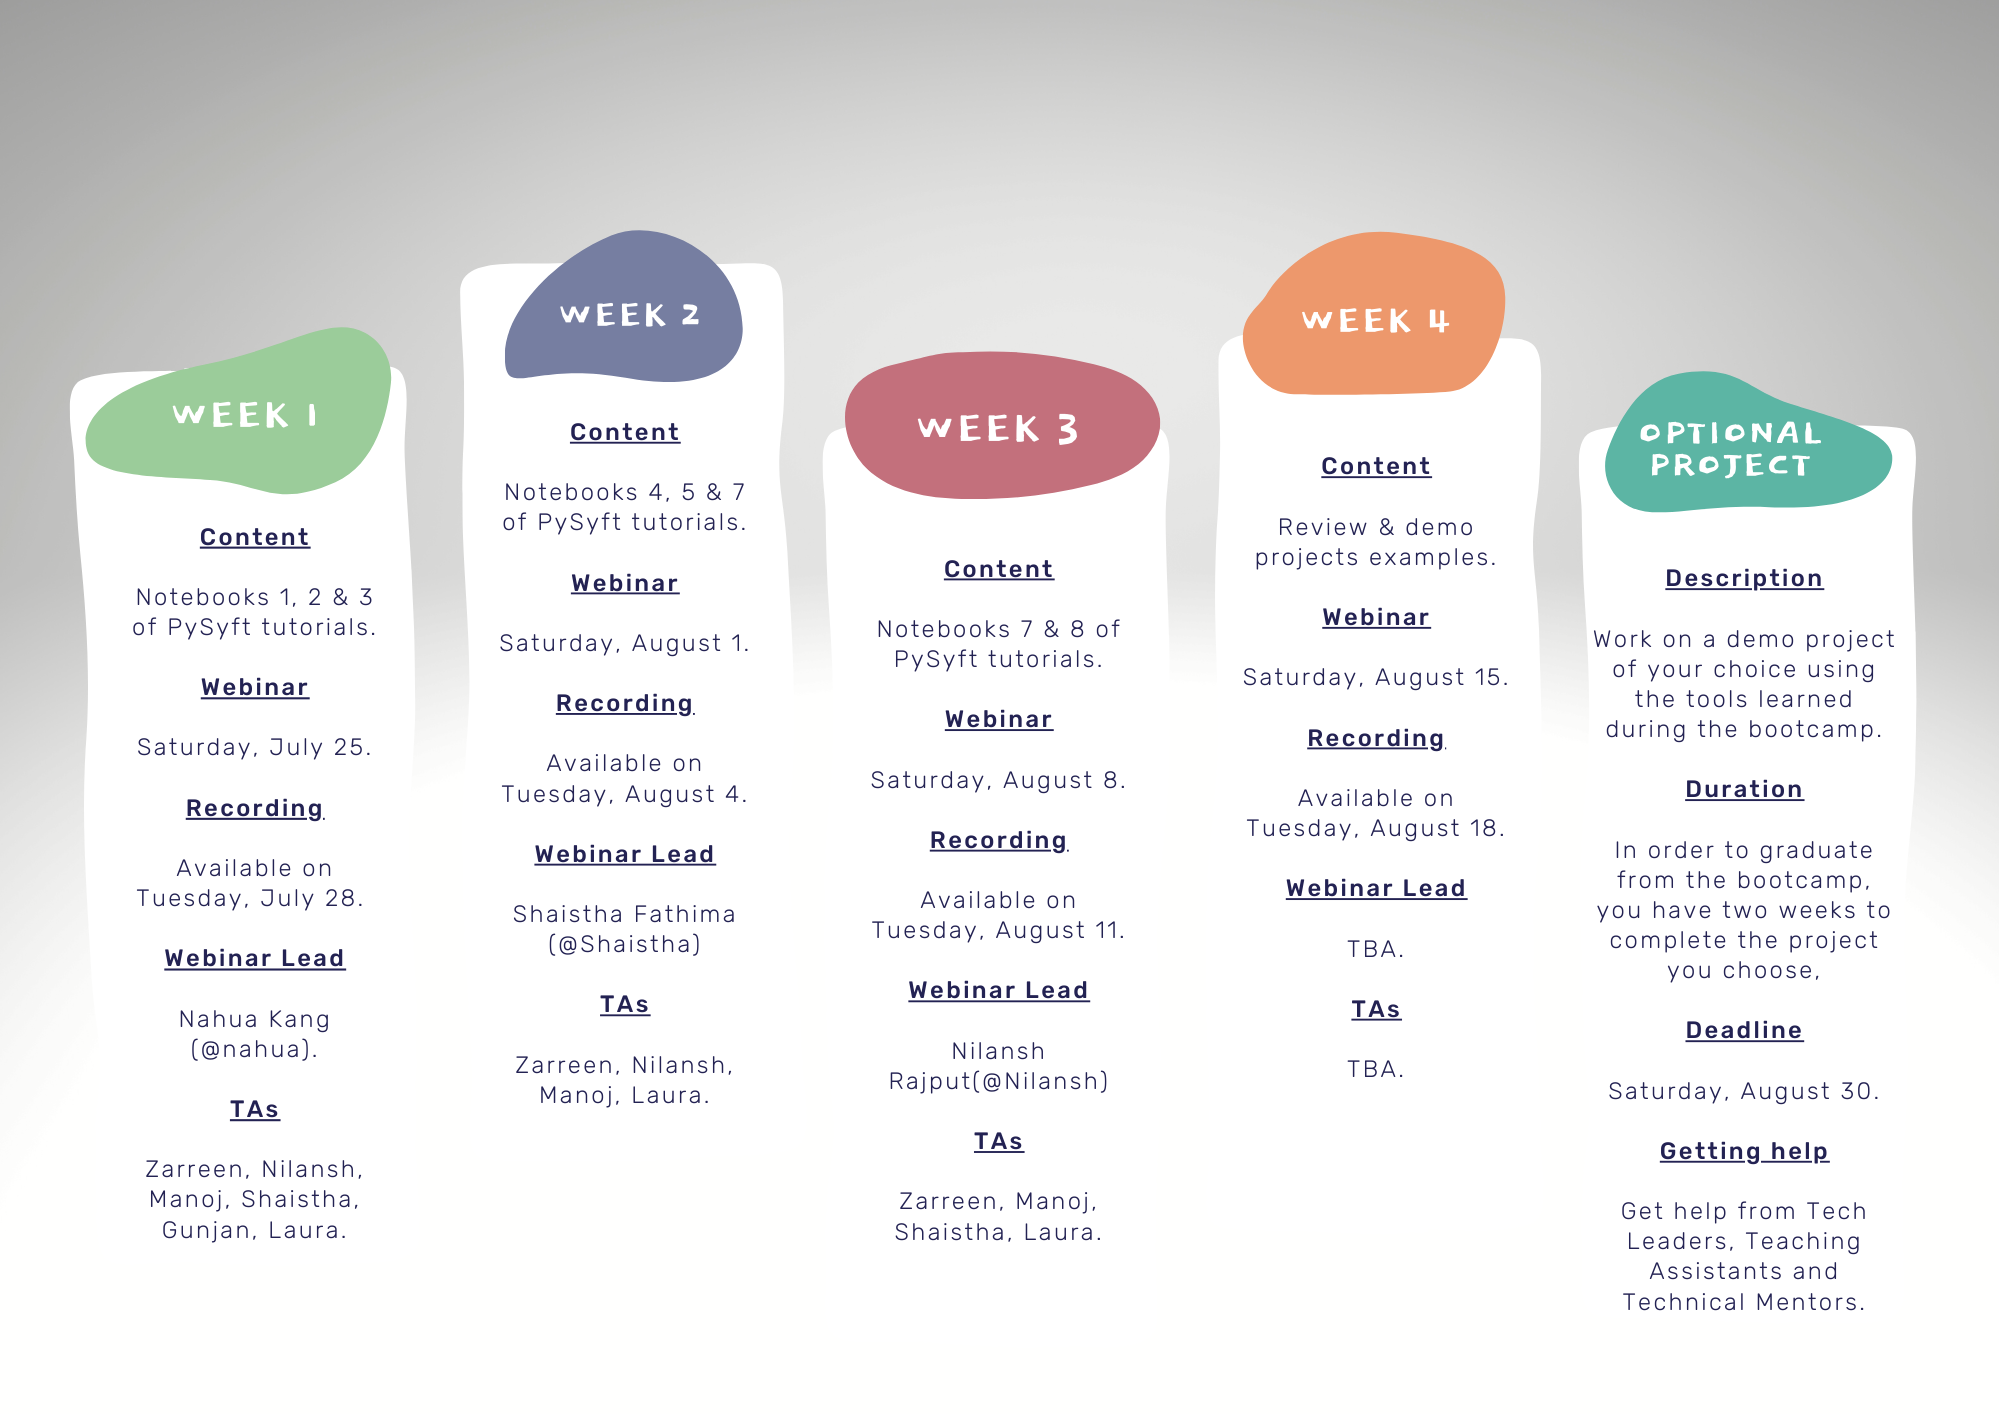 WEEK 1
Content
Notebooks 1, 2 & 3
of PySyft tutorials.
Webinar
Saturday, July 25.
Recording
Available on
Tuesday, July 28.
Webinar Lead
Nahua Kang
(@nahua).
TAs
Zarreen, Nilansh,
Manoj, Shaistha,
Gunjan, Laura.
WEEK 2
Content
Notebooks 4, 5 & 7
of PySyft tutorials.
Webinar
Saturday, August 1.
Recording
Available on
Tuesday, August 4.
Webinar Lead
Shaistha Fathima
(@Shaistha)
TAs
Zarreen, Nilansh,
Manoj, Laura.
WEEK 3
Content
Notebooks 7 & 8 of
PySyft tutorials.
Webinar
Saturday, August 8.
Recording
Available on
Tuesday, August 11.
Webinar Lead
Nilansh
Rajput(@Nilansh)
TAs
Zarreen, Manoj,
Shaistha, Laura.
WEEK 4
Content
Review & demo
projects examples.
Webinar
Saturday, August 15.
Recording
Available on
Tuesday, August 18.
Webinar Lead
TBA.
TAs
TBA.
OPTIONAL
PROJECT
Description
Work on a demo project
of your choice using
the tools learned
during the bootcamp.
Duration
In order to graduate
from the bootcamp,
you have two weeks to
complete the project
you choose,
Deadline
Saturday, August 30.
Getting help
Get help from Tech
Leaders, Teaching
Assistants and
Technical Mentors.